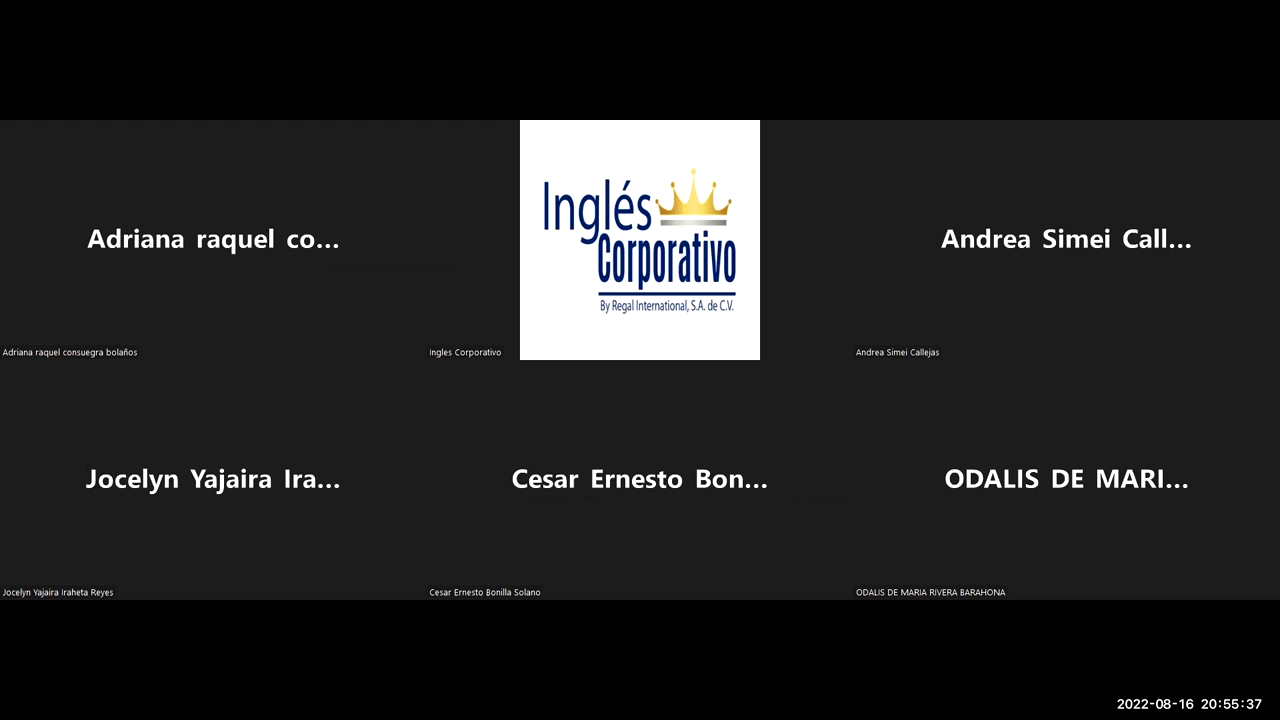 Adriana raquel co...
Adriana raquel consuegra bolaños
Inglés
Corporativo
By Regal International, S.A. de C.V.
Ingles Corporativo
Andrea Simei Call...
Andrea Simei Callejas
Jocelyn Yajaira Ira...
Jocelyn Yajaira Iraheta Reyes
Cesar Ernesto Bon...
Cesar Ernesto Bonilla Solano
ODALIS DE MARI...
ODALIS DE MARIA RIVERA BARAHONA
2022-08-16 20:55:37